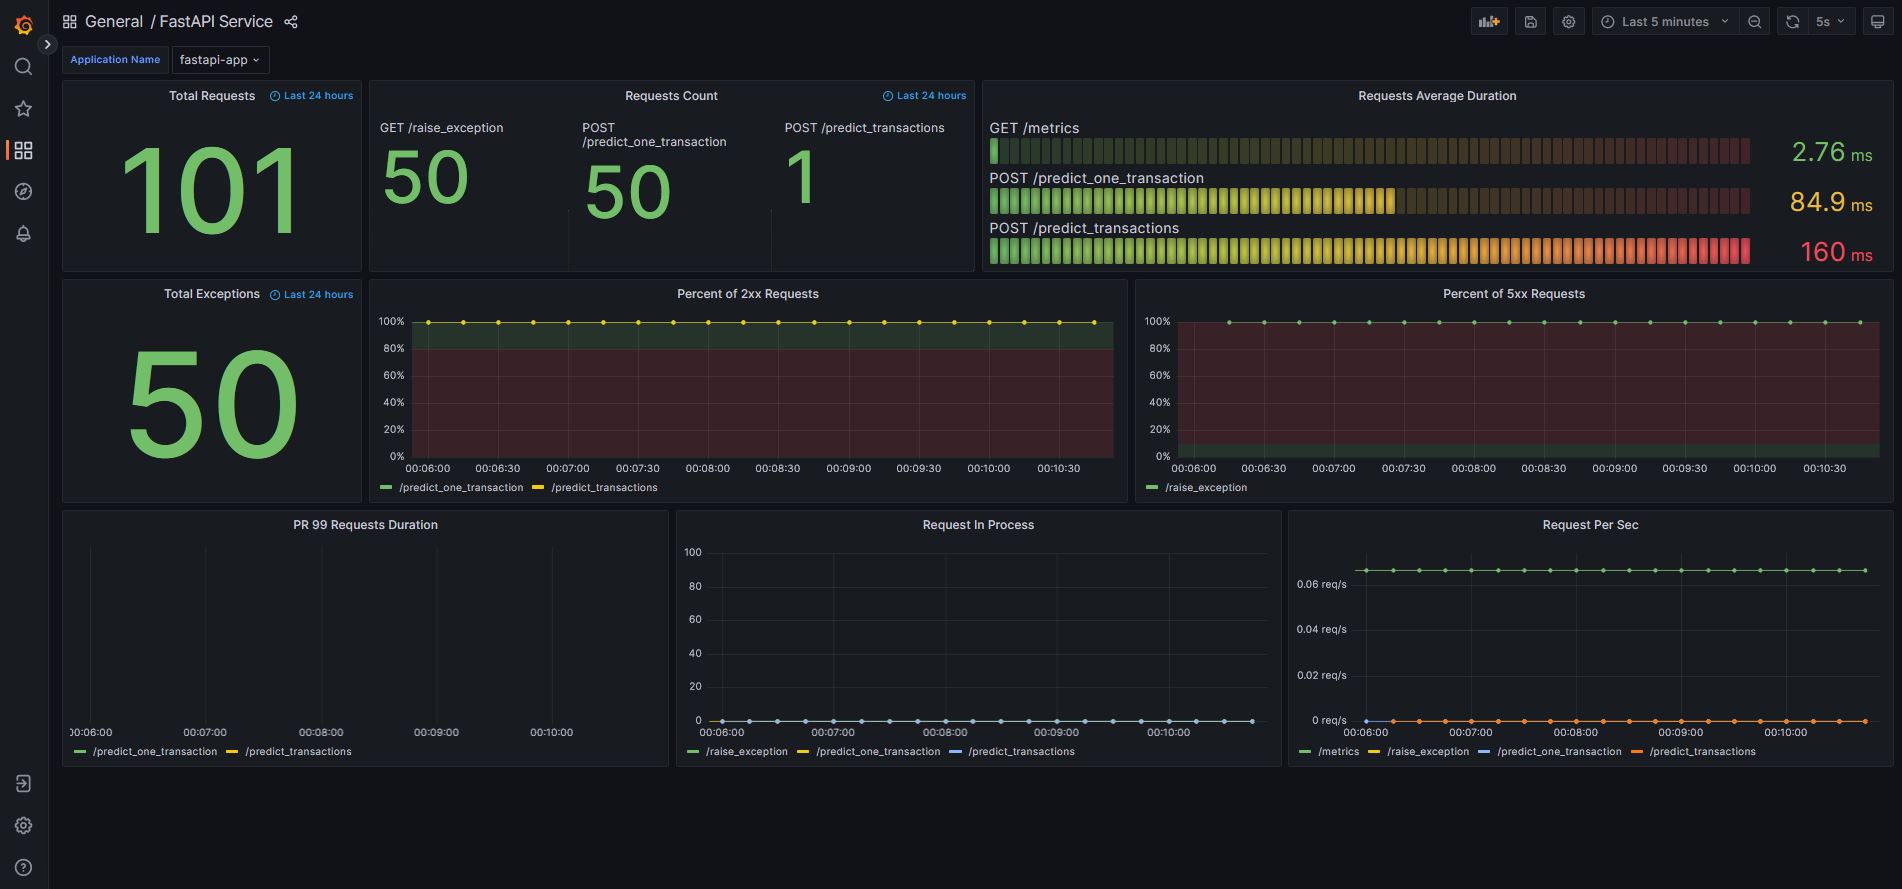 General / FastAPI Service
Last 5 minutes
5s
Application Name
fastapi-app
Total Requests
Last 24 hours
101
Requests Count
Last 24 hours
GET /raise_exception
50
POST
/predict_one_transaction
50
POST /predict_transactions
1
Requests Average Duration
GET /metrics
2.76 ms
POST /predict_one_transaction
84.9 ms
POST /predict_transactions
160 ms
Total Exceptions
Last 24 hours
50
Percent of 2xx Requests
100%
80%
60%
40%
20%
0%
00:06:00 00:06:30 00:07:00 00:07:30 00:08:00 00:08:30 00:09:00 00:09:30 00:10:00 00:10:30
/predict_one_transaction /predict_transactions
Percent of 5xx Requests
100%
80%
60%
40%
20%
0%
00:06:00 00:06:30 00:07:00 00:07:30 00:08:00 00:08:30 00:09:00 00:09:30 00:10:00 00:10:30
/raise_exception
PR 99 Requests Duration
00:06:00 00:07:00 00:08:00 00:09:00 00:10:00
/predict_one_transaction /predict_transactions
Request In Process
100
80
60
40
20
0
00:06:00 00:07:00 00:08:00 00:09:00 00:10:00
/raise_exception /predict_one_transaction /predict_transactions
Request Per Sec
0.06 req/s
0.04 req/s
0.02 req/s
0 req/s
00:06:00 00:07:00 00:08:00 00:09:00 00:10:00
/metrics /raise_exception /predict_one_transaction /predict_transactions